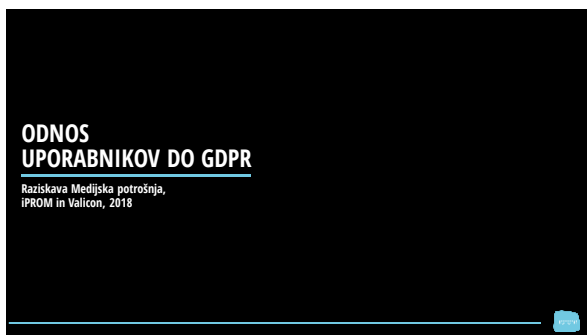 ODNOS
UPORABNIKOV DO GDPR
Raziskava Medijska potrošnja,
iPROM in Valicon, 2018